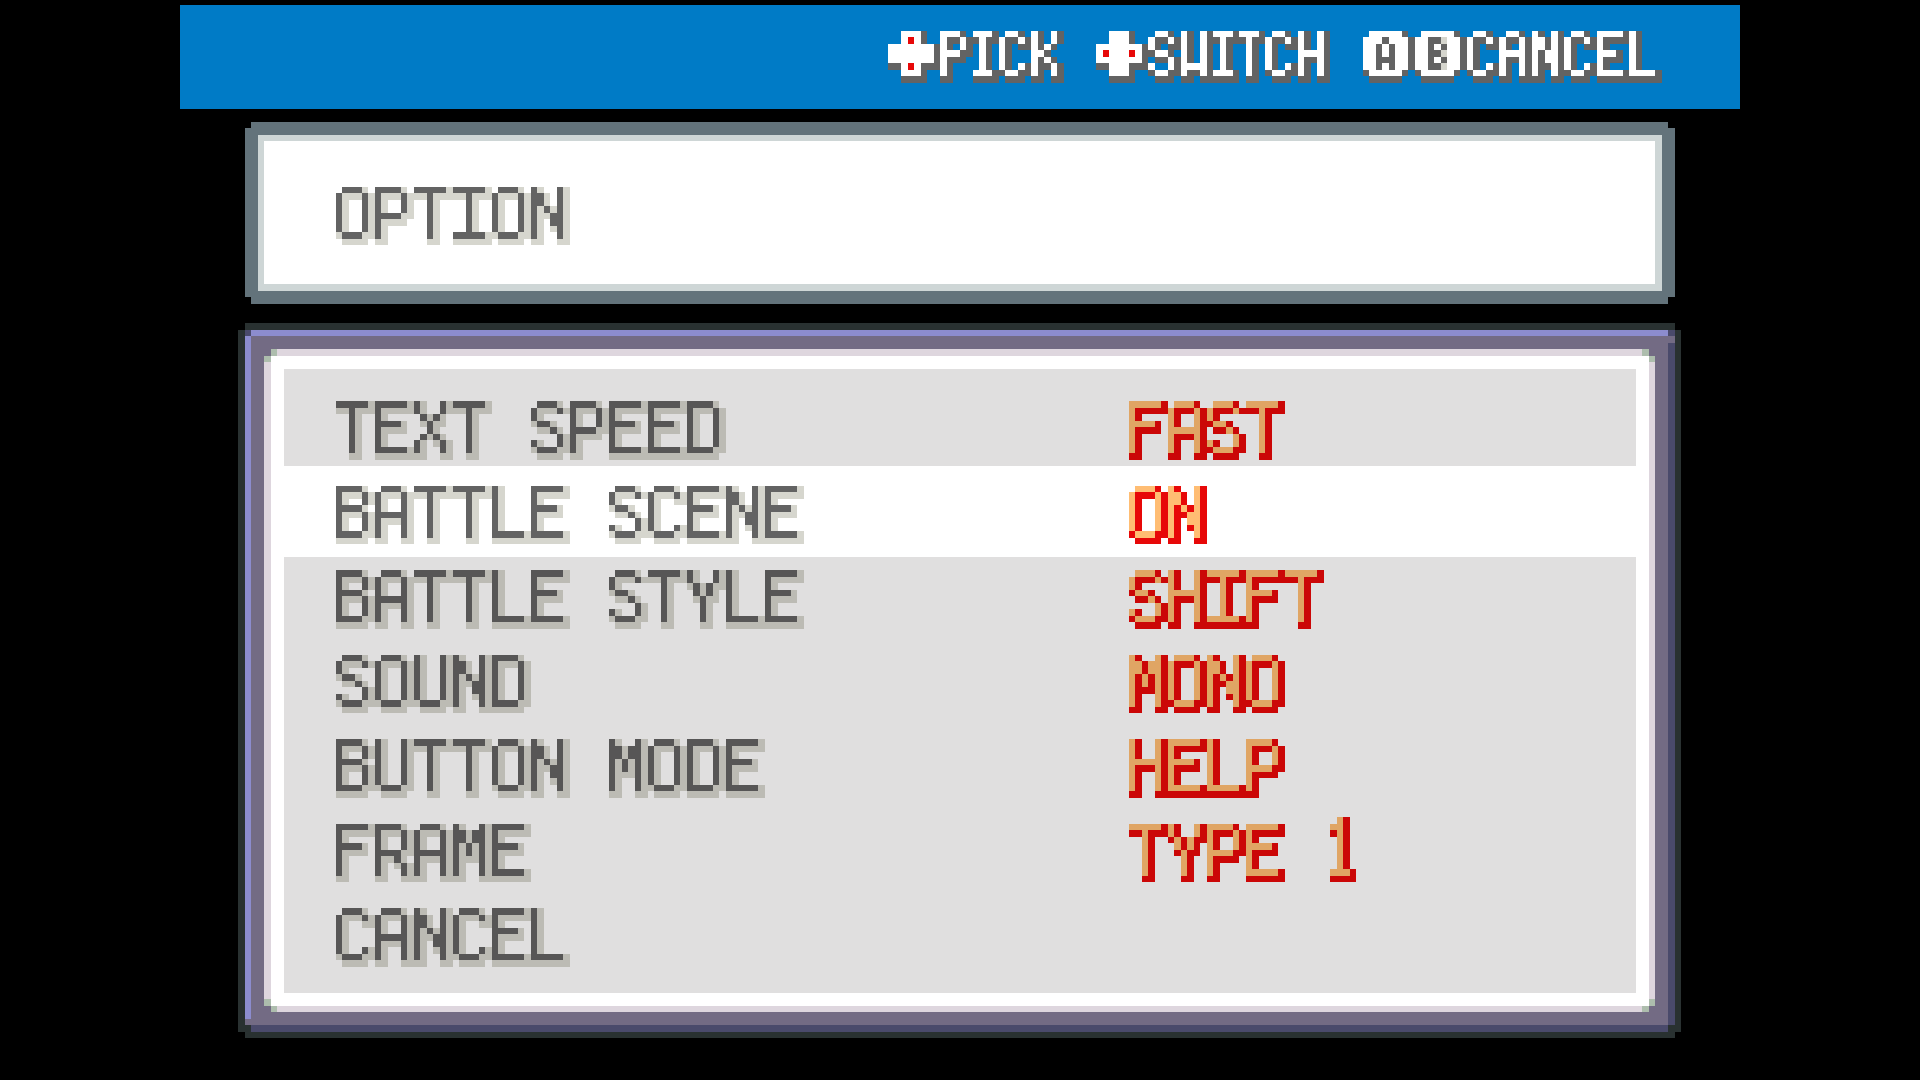 PICK SWITCH A B CANCEL
OPTION
TEXT SPEED FAST
BATTLE SCENE ON
BATTLE STYLE SHIFT
SOUND MONO
BUTTON MODE HELP
FRAME TYPE 1
CANCEL